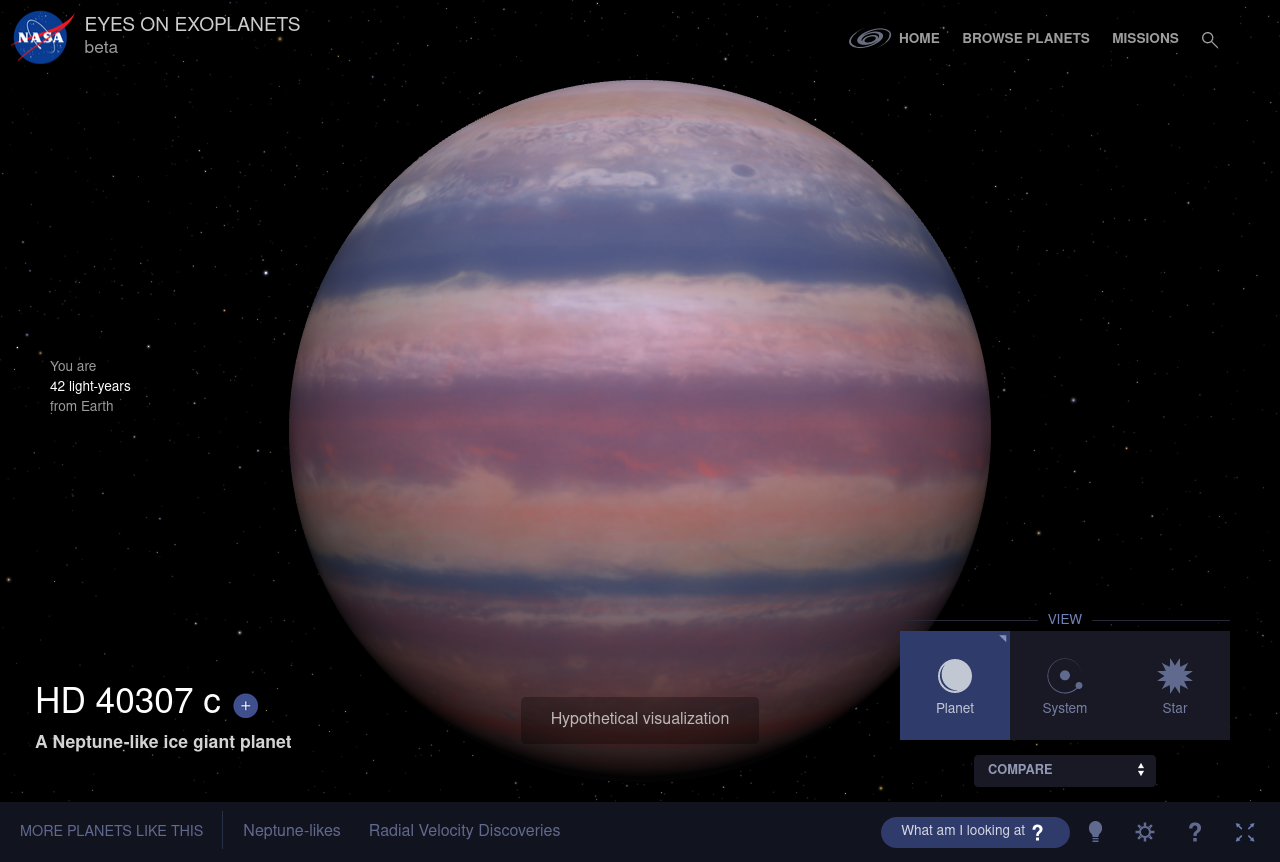 NASA
EYES ON EXOPLANETS
beta
HOME
BROWSE PLANETS
MISSIONS
You are
42 light-years
from Earth
HD 40307 c +
A Neptune-like ice giant planet
Hypothetical visualization
VIEW
Planet
System
Star
COMPARE
MORE PLANETS LIKE THIS
Neptune-likes
Radial Velocity Discoveries
What am I looking at ?
?